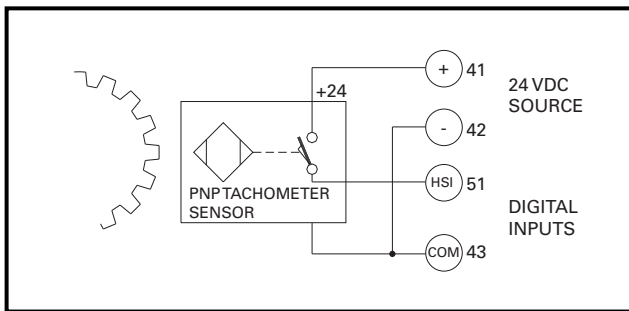 + 41
24 VDC
SOURCE
+24
- 42
PNP TACHOMETER
SENSOR
HSI 51
DIGITAL
INPUTS
COM 43